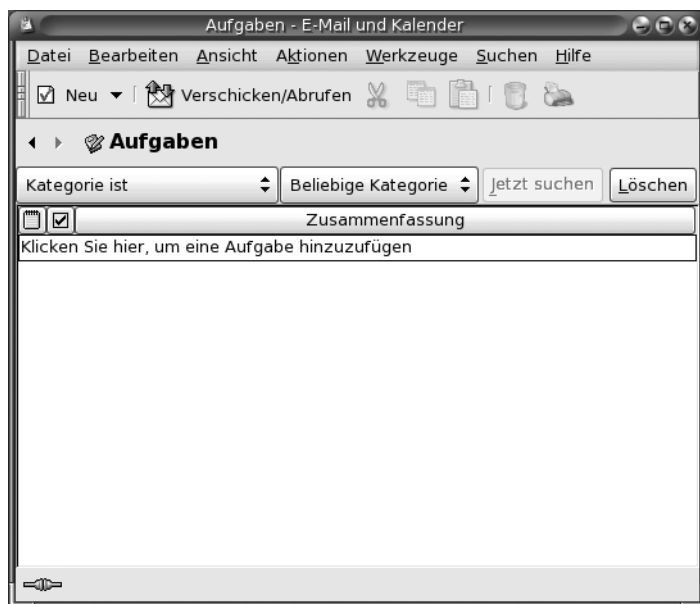 Aufgaben - E-Mail und Kalender
Datei Bearbeiten Ansicht Aktionen Werkzeuge Suchen Hilfe
Neu Verschicken/Abrufen
Aufgaben
Kategorie ist Beliebige Kategorie Jetzt suchen Löschen
Zusammenfassung
Klicken Sie hier, um eine Aufgabe hinzuzufügen